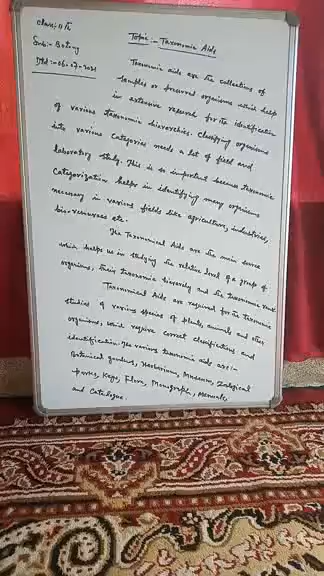 Class: 11th
Sub:- Botany
Dtd:- 06-07-2021
Topic:- Taxonomic Aids
Taxonomic aids are the collections of
samples or preserved organisms which help
in extensive research for the identification
of various taxonomic hierarchies. Classifying organisms
into various categories needs a lot of field and
laboratory study. This is so important because taxonomic
Categorization helps in identifying many organisms
necessary in various fields like agriculture, industries,
bio-resources etc.
The Taxonomical Aids are the main source
which helps us in studying the relative level of a group of
organisms, their taxonomic hierarchy and the taxonomic
Taxonomical Aids are required for the taxonomic
studies of various species of plants, animals and other
organisms, which require correct classifications and
identification. The various taxonomic aids are:-
Botanical gardens, Herbarium, Museums, Zoological
parks, Keys, Flora, Monographs, Manuals,
and Catalogue.